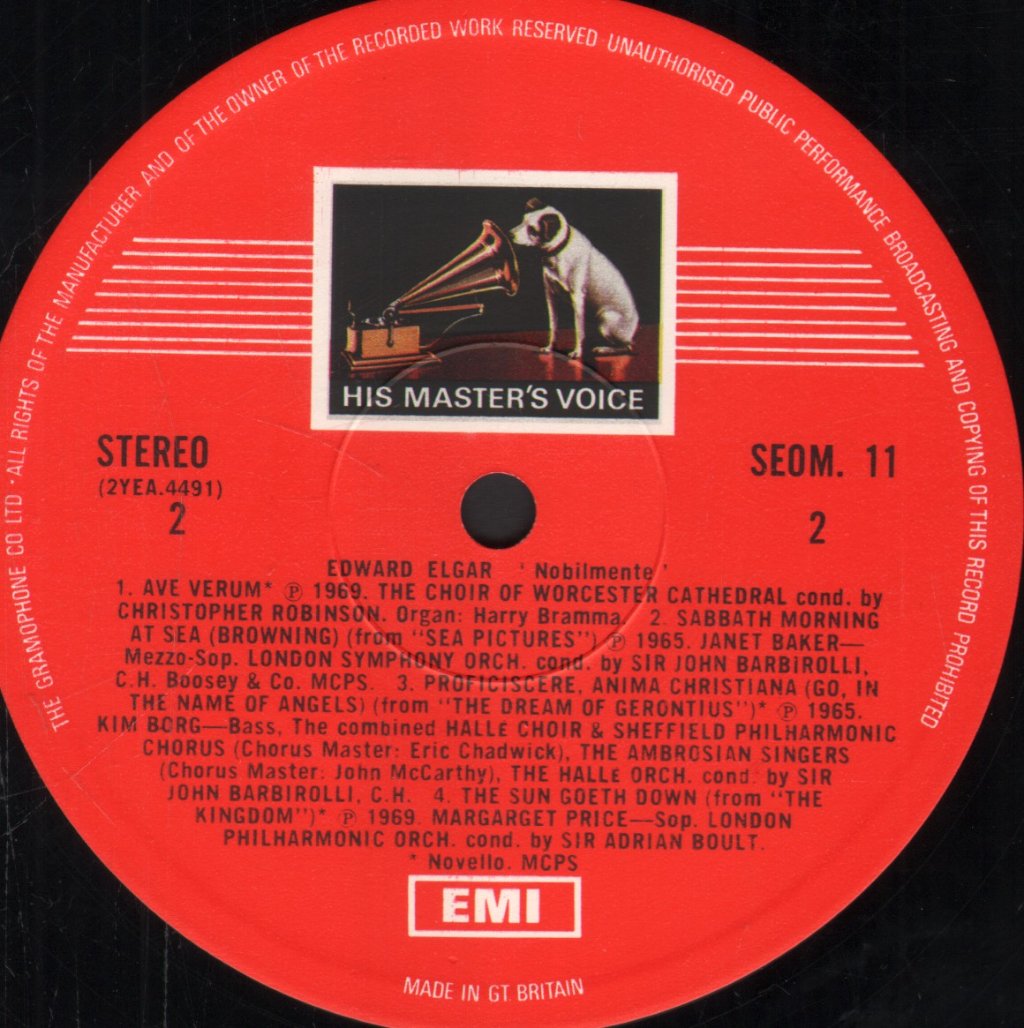 THE GRAMOPHONE CO LTD · ALL RIGHTS OF THE MANUFACTURER AND OF THE OWNER OF THE RECORDED WORK RESERVED UNAUTHORISED PUBLIC PERFORMANCE BROADCASTING AND COPYING OF THIS RECORD PROHIBITED
HIS MASTER'S VOICE
STEREO
(2YEA.4491)
2
SEOM. 11
2
EDWARD ELGAR 'Nobilmente'
1. AVE VERUM* ℗ 1969. THE CHOIR OF WORCESTER CATHEDRAL cond. by
CHRISTOPHER ROBINSON. Organ: Harry Bramma. 2. SABBATH MORNING
AT SEA (BROWNING) (from "SEA PICTURES") ℗ 1965. JANET BAKER—
Mezzo-Sop. LONDON SYMPHONY ORCH. cond. by SIR JOHN BARBIROLLI,
C.H. Boosey & Co. MCPS. 3. PROFICISCERE, ANIMA CHRISTIANA (GO, IN
THE NAME OF ANGELS) (from "THE DREAM OF GERONTIUS")* ℗ 1965.
KIM BORG—Bass, The combined HALLE CHOIR & SHEFFIELD PHILHARMONIC
CHORUS (Chorus Master: Eric Chadwick), THE AMBROSIAN SINGERS
(Chorus Master: John McCarthy), THE HALLE ORCH. cond. by SIR
JOHN BARBIROLLI, C.H. 4. THE SUN GOETH DOWN (from "THE
KINGDOM")* ℗ 1969. MARGARGET PRICE—Sop. LONDON
PHILHARMONIC ORCH. cond. by SIR ADRIAN BOULT.
* Novello. MCPS
EMI
MADE IN GT. BRITAIN